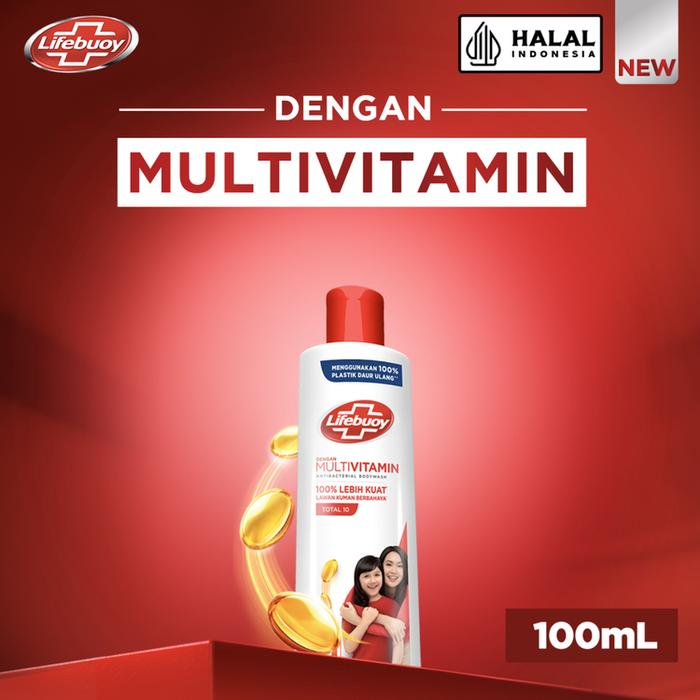 Lifebuoy
HALAL
INDONESIA
NEW
DENGAN
MULTIVITAMIN
MENGGUNAKAN 100%
PLASTIK DAUR ULANG**
Lifebuoy
DENGAN
MULTIVITAMIN
ANTIBACTERIAL BODYWASH
100% LEBIH KUAT*
LAWAN KUMAN BERBAHAYA
TOTAL 10
100mL